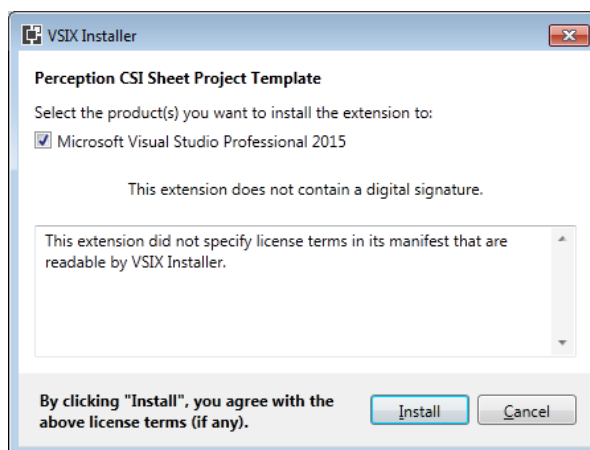 VSIX Installer
Perception CSI Sheet Project Template
Select the product(s) you want to install the extension to:
Microsoft Visual Studio Professional 2015
This extension does not contain a digital signature.
This extension did not specify license terms in its manifest that are
readable by VSIX Installer.
By clicking "Install", you agree with the
above license terms (if any).
Install
Cancel